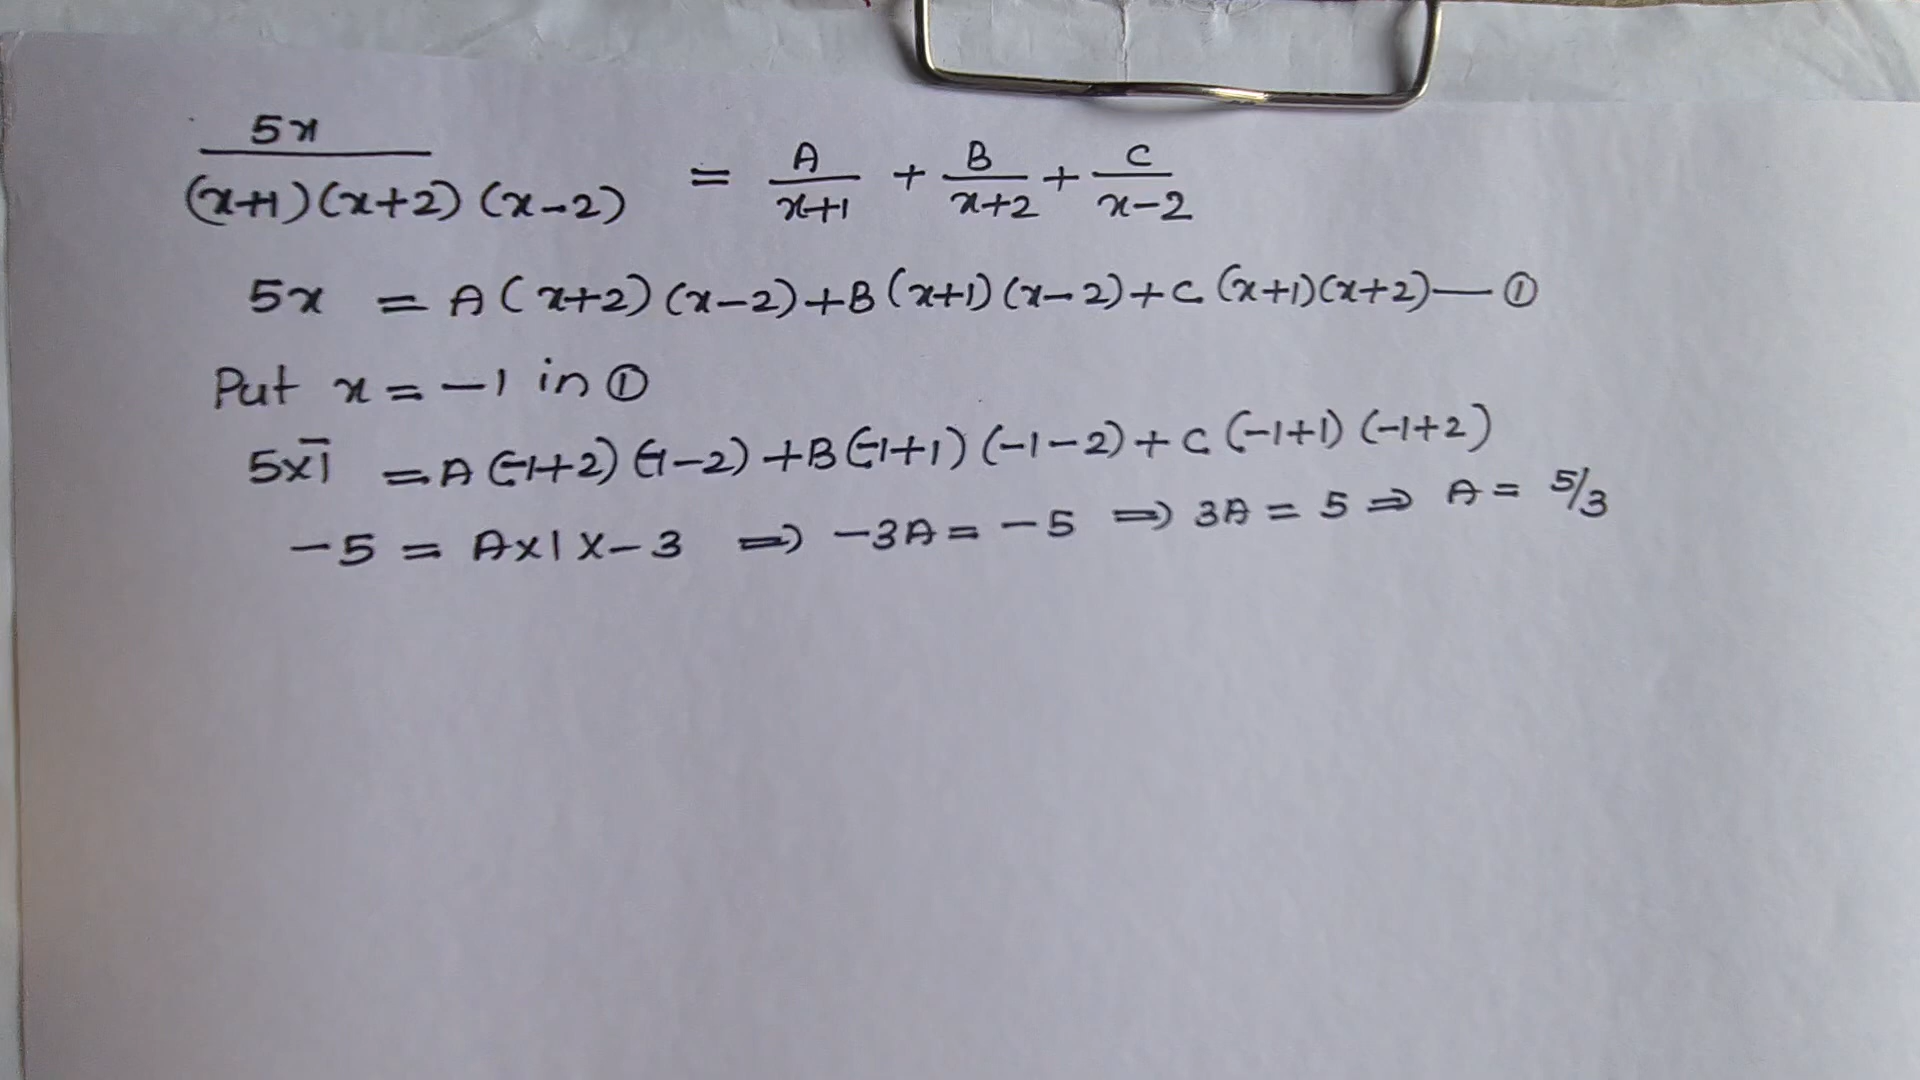 5x / (x+1)(x+2)(x-2) = A/x+1 + B/x+2 + C/x-2
5x = A(x+2)(x-2)+B(x+1)(x-2)+C(x+1)(x+2)—①
Put x = -1 in ①
5x-1 = A(-1+2)(-1-2)+B(-1+1)(-1-2)+C(-1+1)(-1+2)
-5 = Ax1x-3 ⇒ -3A = -5 ⇒ 3A = 5 ⇒ A = 5/3